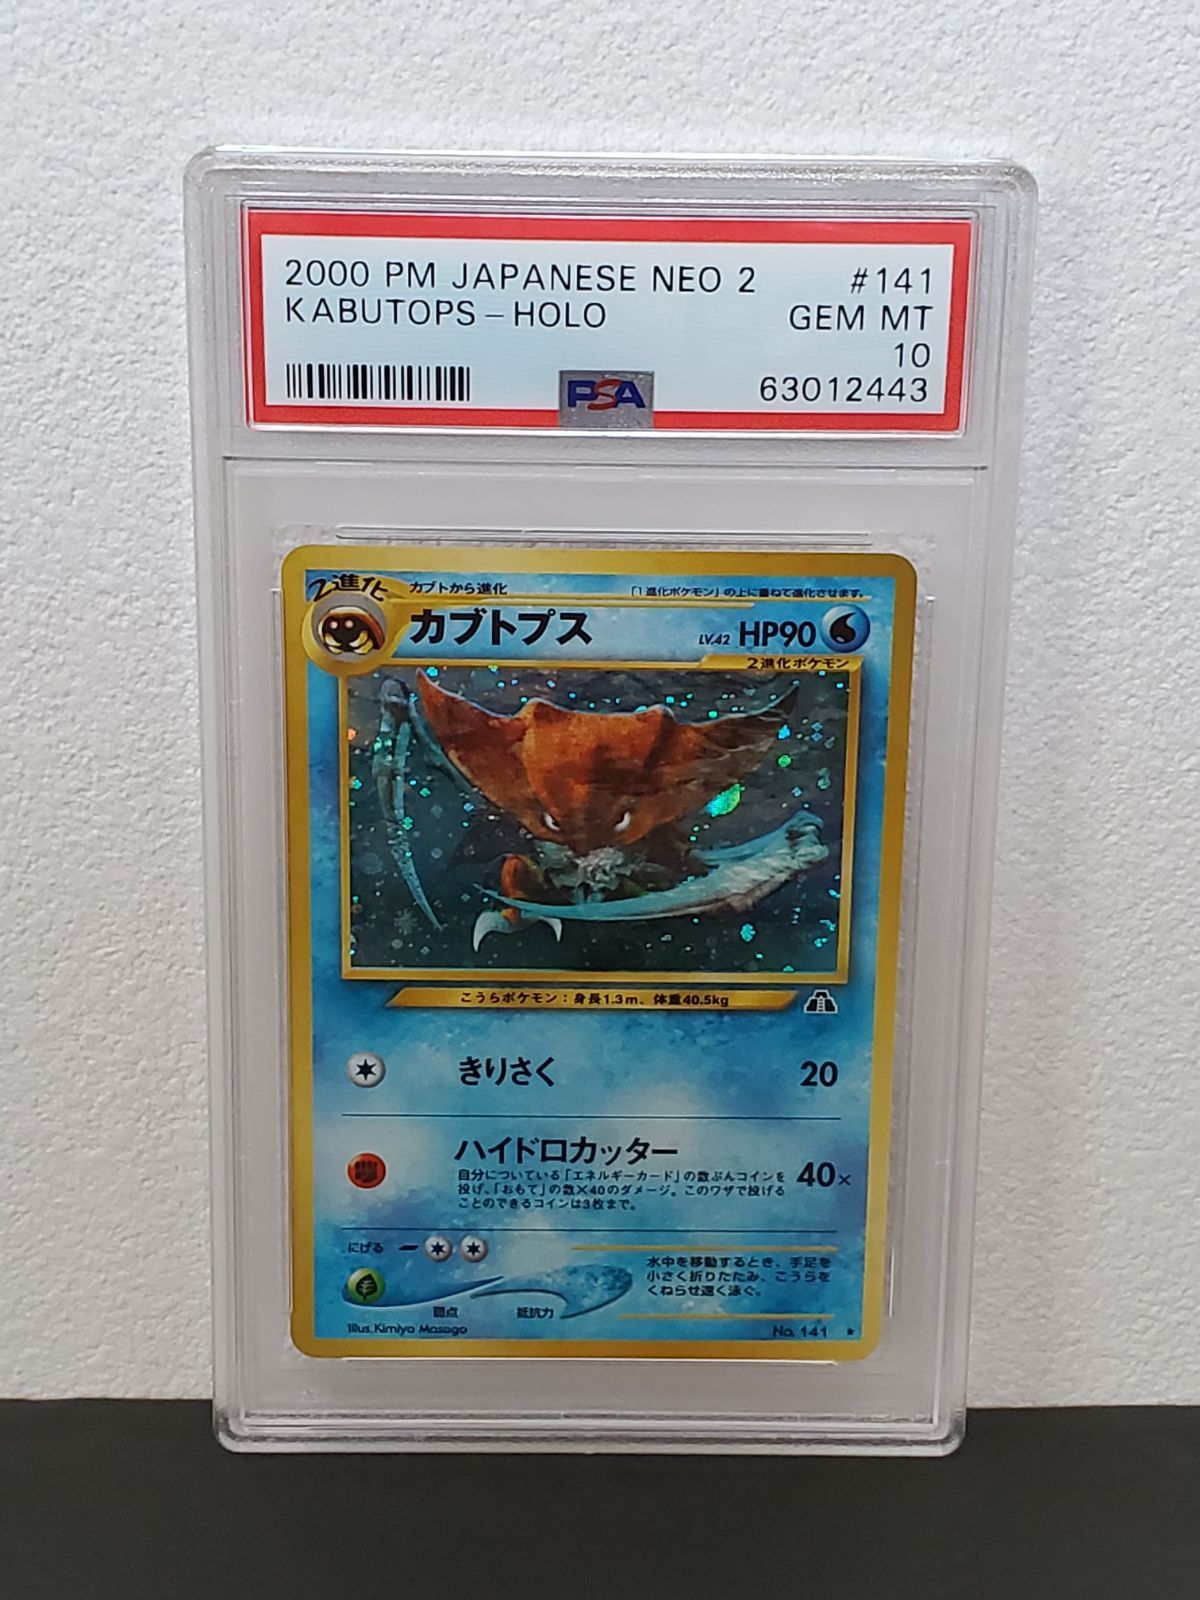 2000 PM JAPANESE NEO 2 #141
KABUTOPS - HOLO GEM MT
10
PSA 63012443
2進化 カブトから進化 「1進化ポケモン」の上に重ねて進化させます。
カブトプス LV.42 HP90
2進化ポケモン
こうらポケモン：身長1.3m、体重40.5kg
きりさく 20
ハイドロカッター 40×
自分についている「エネルギーカード」の数ぶんコインを
投げ、「おもて」の数×40のダメージ。このワザで投げる
ことのできるコインは3枚まで。
にげる
水中を移動するとき、手足を
小さく折りたたみ、こうらを
くねらせ速く泳ぐ。
弱点 抵抗力
Illus. Kimiya Masago No. 141 ★